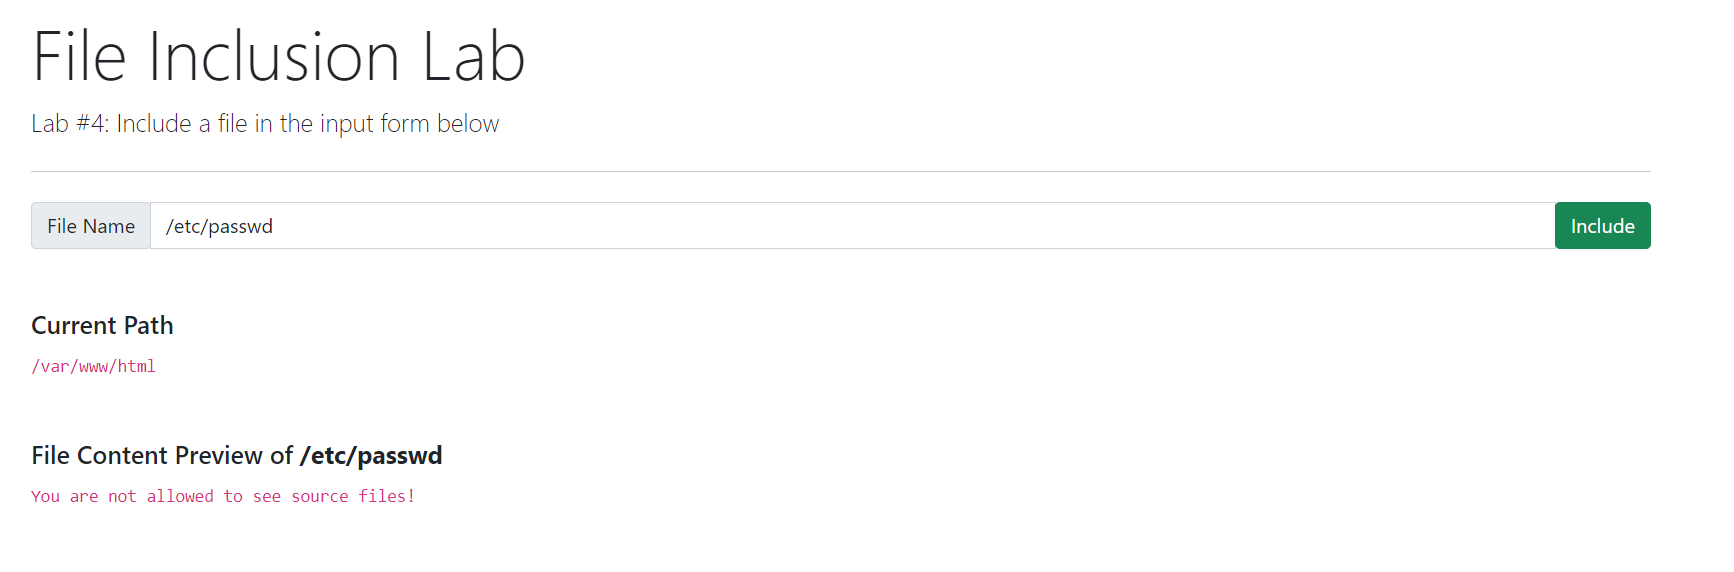 File Inclusion Lab
Lab #4: Include a file in the input form below
File Name /etc/passwd Include
Current Path
/var/www/html
File Content Preview of /etc/passwd
You are not allowed to see source files!